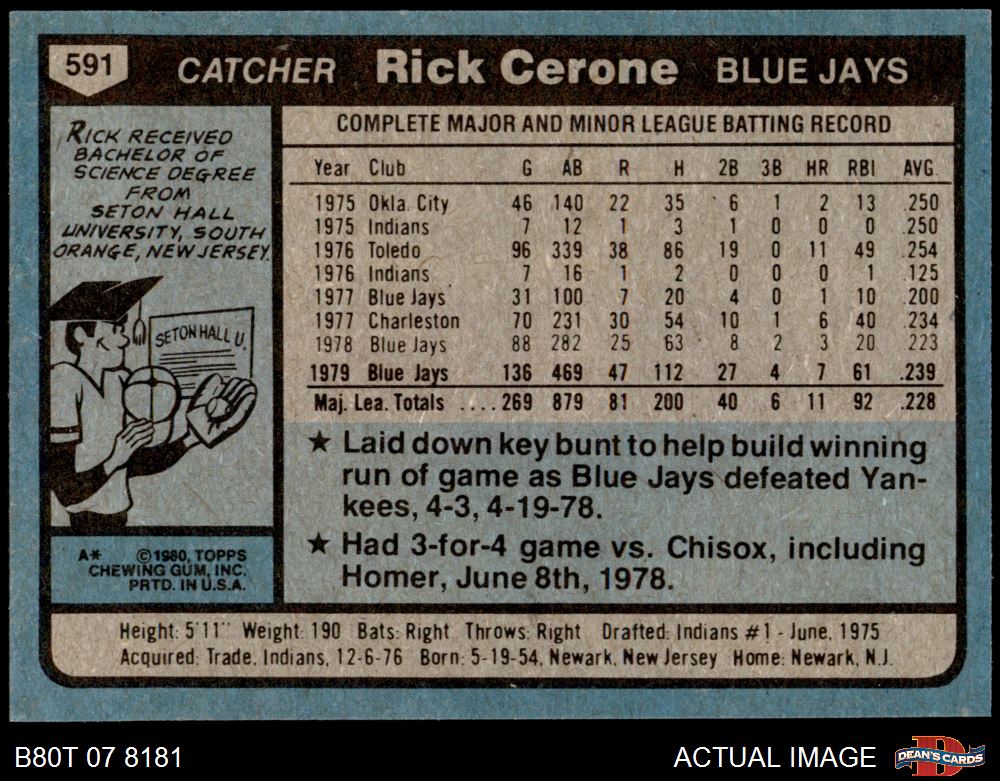 591 CATCHER Rick Cerone BLUE JAYS
RICK RECEIVED
BACHELOR OF
SCIENCE DEGREE
FROM
SETON HALL
UNIVERSITY, SOUTH
ORANGE, NEW JERSEY.
SETON HALL U.
A* ©1980, TOPPS
CHEWING GUM, INC.
PRTD. IN U.S.A.
COMPLETE MAJOR AND MINOR LEAGUE BATTING RECORD
Year Club G AB R H 2B 3B HR RBI AVG.
1975 Okla. City 46 140 22 35 6 1 2 13 .250
1975 Indians 7 12 1 3 1 0 0 0 .250
1976 Toledo 96 339 38 86 19 0 11 49 .254
1976 Indians 7 16 1 2 0 0 0 1 .125
1977 Blue Jays 31 100 7 20 4 0 1 10 .200
1977 Charleston 70 231 30 54 10 1 6 40 .234
1978 Blue Jays 88 282 25 63 8 2 3 20 .223
1979 Blue Jays 136 469 47 112 27 4 7 61 .239
Maj. Lea. Totals ....269 879 81 200 40 6 11 92 .228
★ Laid down key bunt to help build winning
run of game as Blue Jays defeated Yan-
kees, 4-3, 4-19-78.
★ Had 3-for-4 game vs. Chisox, including
Homer, June 8th, 1978.
Height: 5'11" Weight: 190 Bats: Right Throws: Right Drafted: Indians #1 - June, 1975
Acquired: Trade, Indians, 12-6-76 Born: 5-19-54, Newark, New Jersey Home: Newark, N.J.
B80T 07 8181 ACTUAL IMAGE
D
DEAN'S CARDS